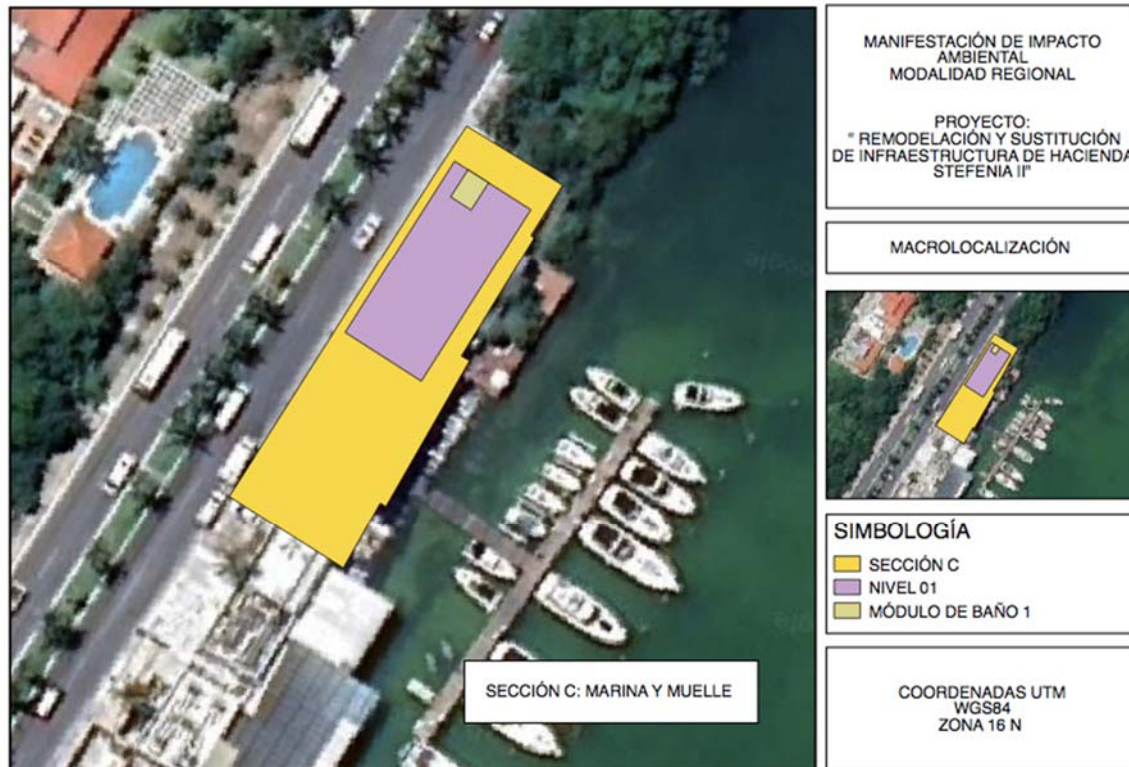 MANIFESTACIÓN DE IMPACTO
AMBIENTAL
MODALIDAD REGIONAL
PROYECTO:
" REMODELACIÓN Y SUSTITUCIÓN
DE INFRAESTRUCTURA DE HACIENDA
STEFENIA II"
MACROLOCALIZACIÓN
SIMBOLOGÍA
SECCIÓN C
NIVEL 01
MÓDULO DE BAÑO 1
COORDENADAS UTM
WGS84
ZONA 16 N
SECCIÓN C: MARINA Y MUELLE